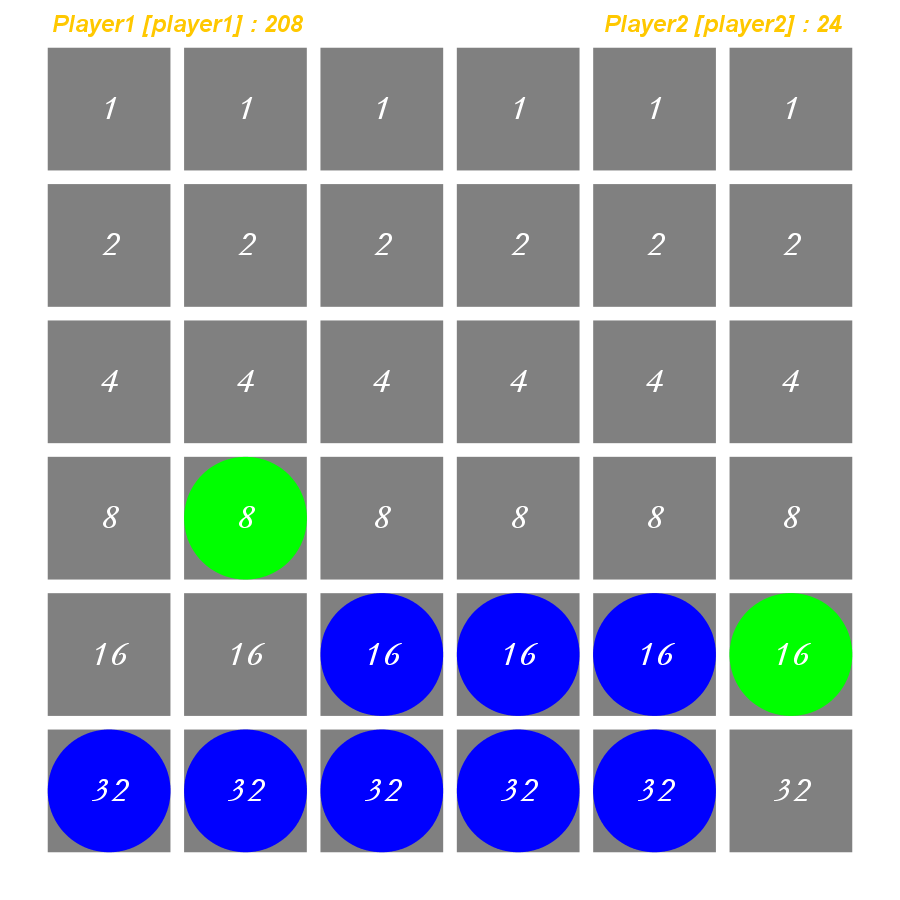 Player1 [player1] : 208 Player2 [player2] : 24
1 1 1 1 1 1
2 2 2 2 2 2
4 4 4 4 4 4
8 8 8 8 8 8
16 16 16 16 16 16
32 32 32 32 32 32